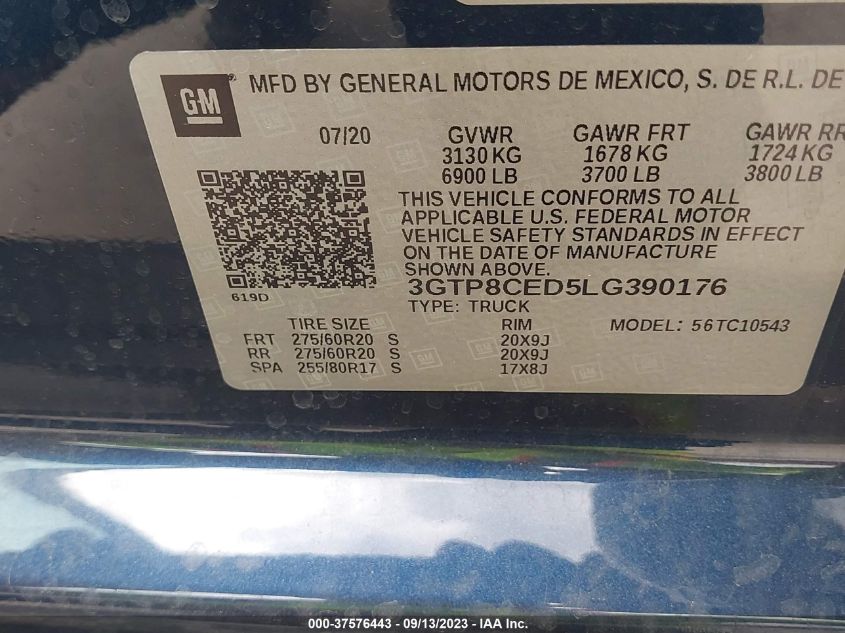 GM
MFD BY GENERAL MOTORS DE MEXICO, S. DE R.L. DE
07/20 GVWR GAWR FRT GAWR RR
3130 KG 1678 KG 1724 KG
6900 LB 3700 LB 3800 LB
THIS VEHICLE CONFORMS TO ALL
APPLICABLE U.S. FEDERAL MOTOR
VEHICLE SAFETY STANDARDS IN EFFECT
ON THE DATE OF MANUFACTURE
SHOWN ABOVE.
619D
3GTP8CED5LG390176
TYPE: TRUCK
TIRE SIZE RIM MODEL: 56TC10543
FRT 275/60R20 S 20X9J
RR 275/60R20 S 20X9J
SPA 255/80R17 S 17X8J
000-37576443 - 09/13/2023 - IAA Inc.